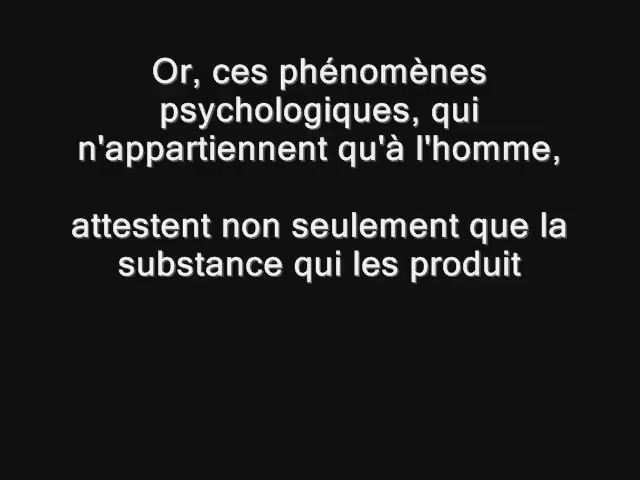 Or, ces phénomènes
psychologiques, qui
n'appartiennent qu'à l'homme,
attestent non seulement que la
substance qui les produit